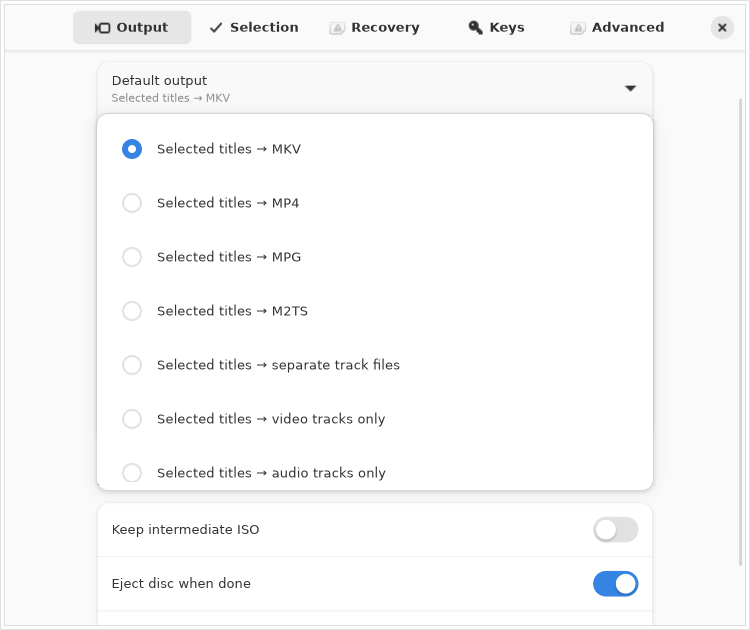 Output
Selection
Recovery
Keys
Advanced
Default output
Selected titles → MKV
Selected titles → MKV
Selected titles → MP4
Selected titles → MPG
Selected titles → M2TS
Selected titles → separate track files
Selected titles → video tracks only
Selected titles → audio tracks only
Keep intermediate ISO
Eject disc when done